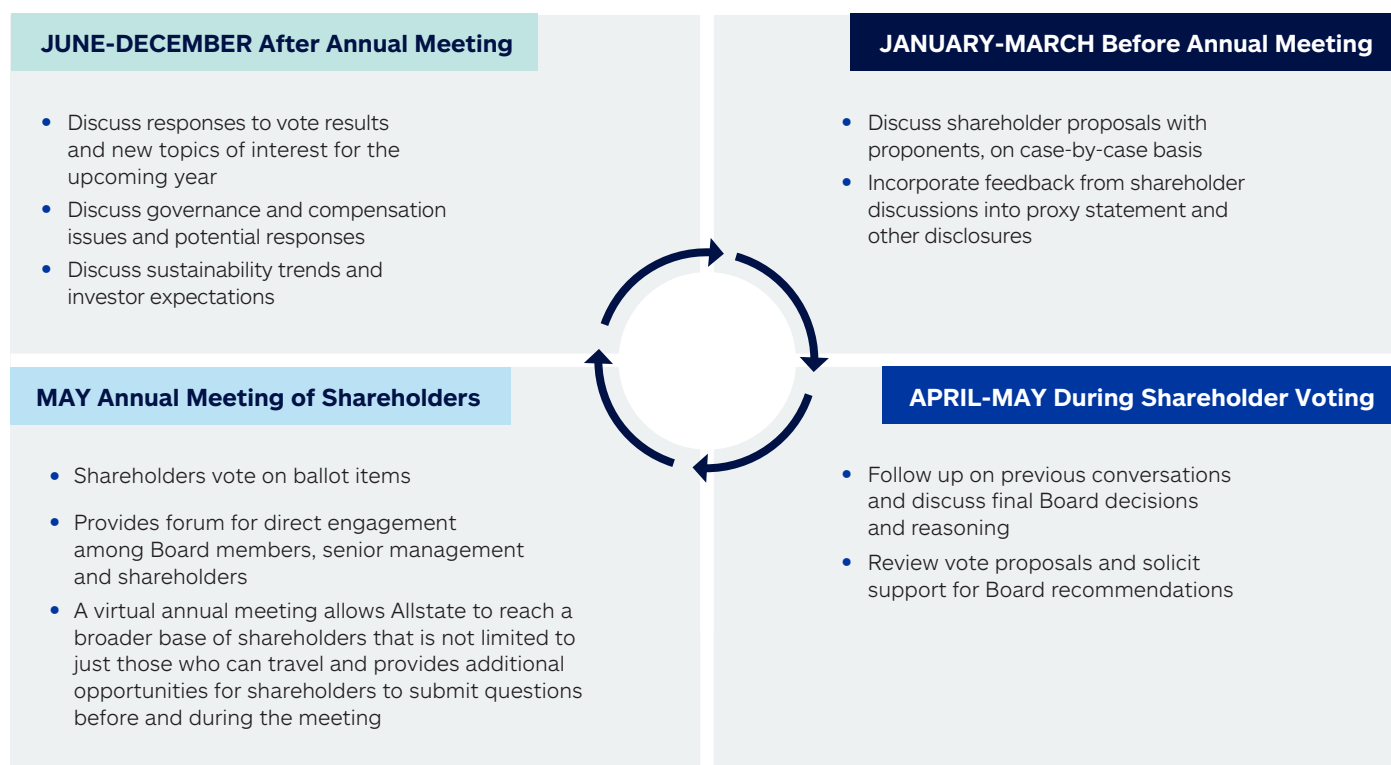 JUNE-DECEMBER After Annual Meeting
• Discuss responses to vote results
and new topics of interest for the
upcoming year
• Discuss governance and compensation
issues and potential responses
• Discuss sustainability trends and
investor expectations
JANUARY-MARCH Before Annual Meeting
• Discuss shareholder proposals with
proponents, on case-by-case basis
• Incorporate feedback from shareholder
discussions into proxy statement and
other disclosures
MAY Annual Meeting of Shareholders
• Shareholders vote on ballot items
• Provides forum for direct engagement
among Board members, senior management
and shareholders
• A virtual annual meeting allows Allstate to reach a
broader base of shareholders that is not limited to
just those who can travel and provides additional
opportunities for shareholders to submit questions
before and during the meeting
APRIL-MAY During Shareholder Voting
• Follow up on previous conversations
and discuss final Board decisions
and reasoning
• Review vote proposals and solicit
support for Board recommendations